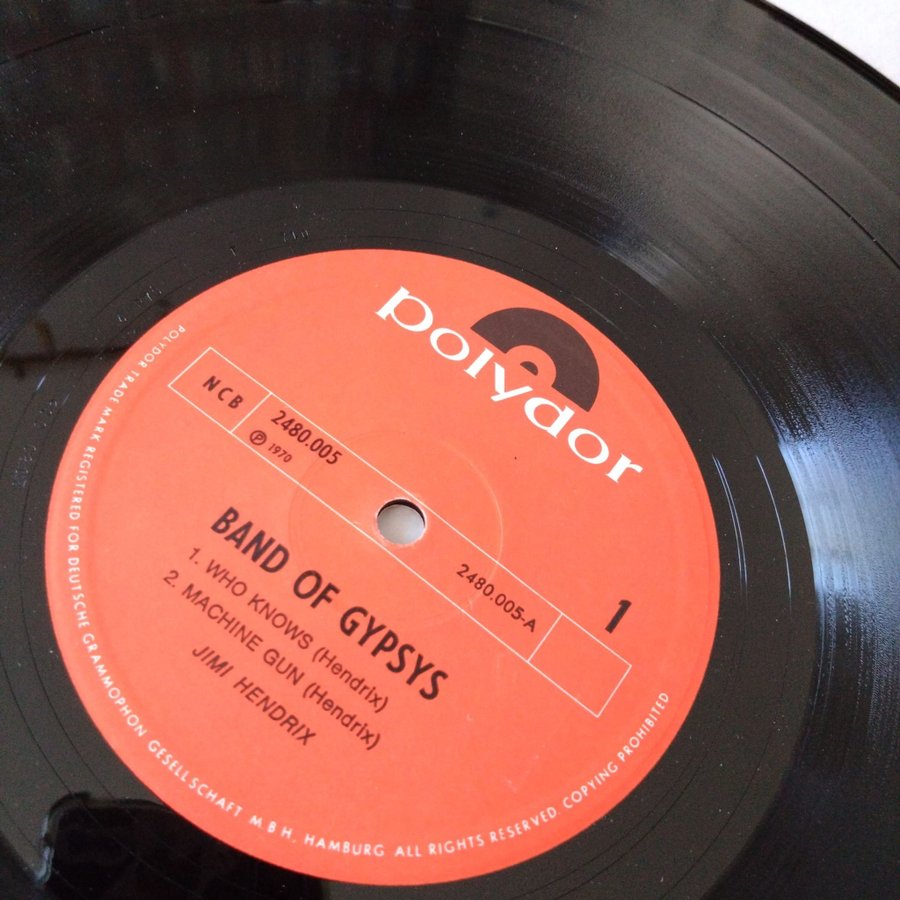 polydor
NCB
2480.005
℗ 1970
2480.005-A
1
BAND OF GYPSYS
1. WHO KNOWS (Hendrix)
2. MACHINE GUN (Hendrix)
JIMI HENDRIX
POLYDOR TRADE MARK REGISTERED FOR DEUTSCHE GRAMMOPHON GESELLSCHAFT M.B.H. HAMBURG ALL RIGHTS RESERVED. COPYING PROHIBITED